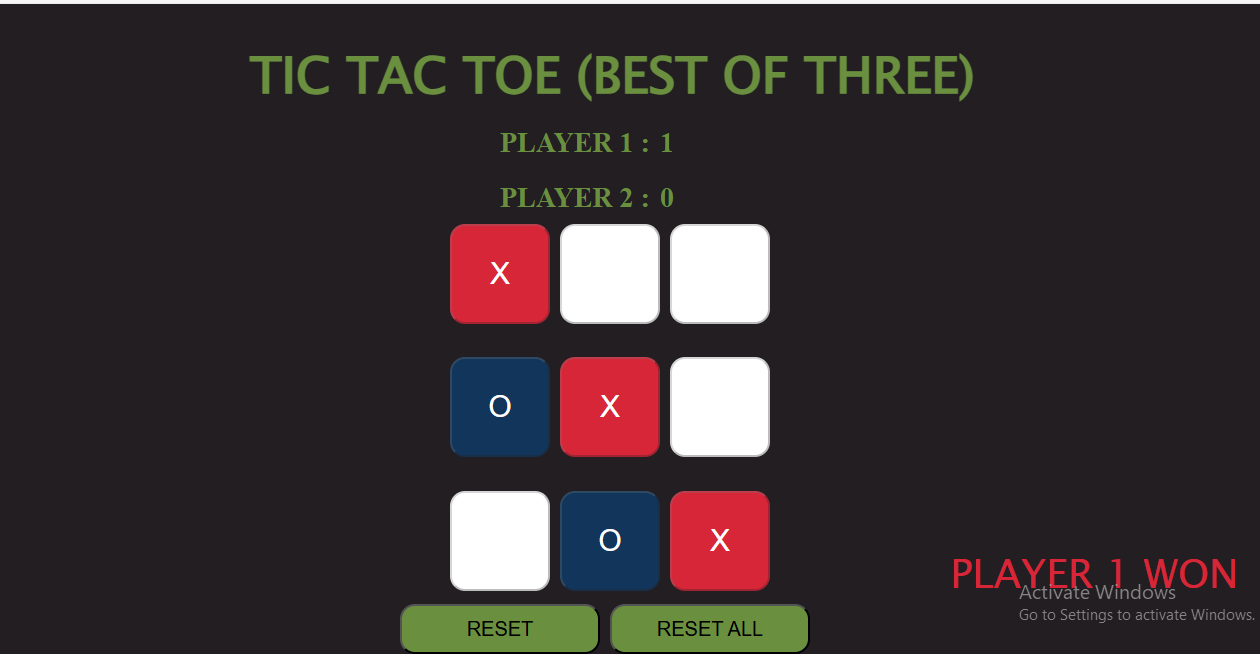 TIC TAC TOE (BEST OF THREE)
PLAYER 1 : 1
PLAYER 2 : 0
X
O X
O X
PLAYER 1 WON
Activate Windows
Go to Settings to activate Windows.
RESET RESET ALL